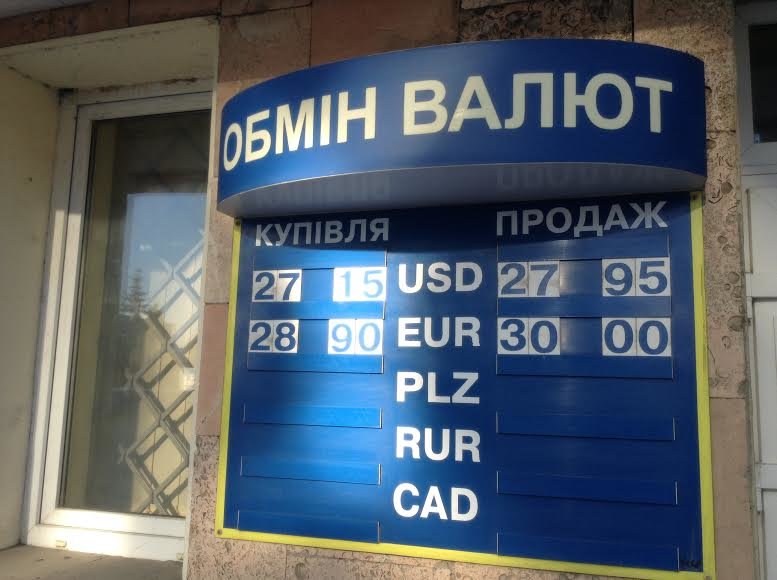 ОБМІН ВАЛЮТ
КУПІВЛЯ ПРОДАЖ
27 15 USD 27 95
28 90 EUR 30 00
PLZ
RUR
CAD